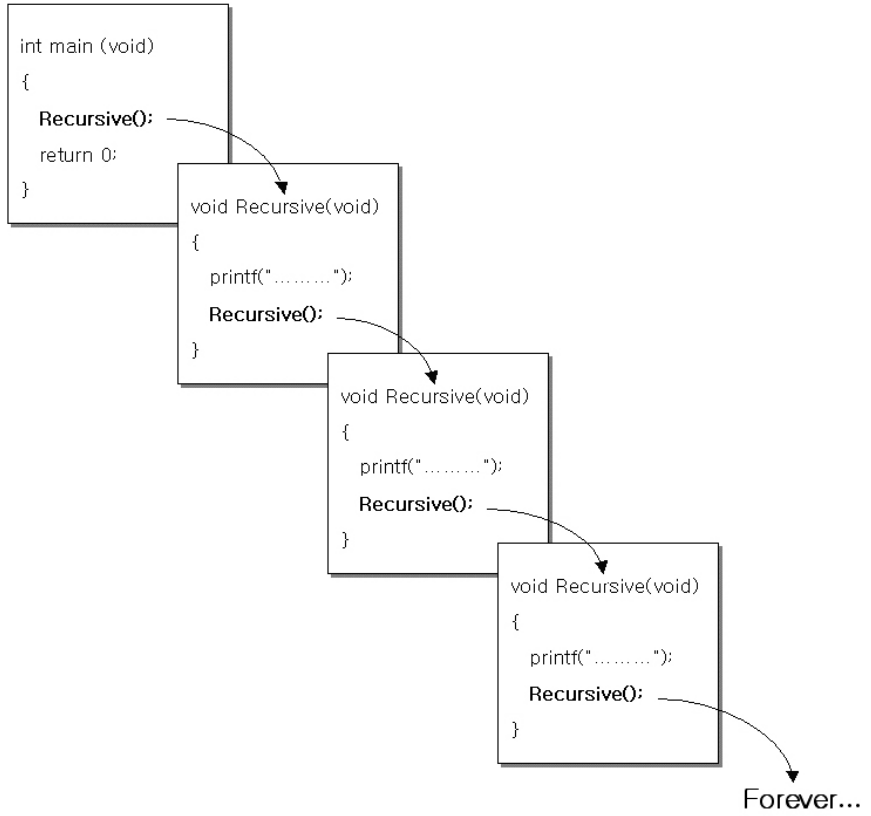 int main (void)
{
Recursive();
return 0;
}
void Recursive(void)
{
printf("………");
Recursive();
}
void Recursive(void)
{
printf("………");
Recursive();
}
void Recursive(void)
{
printf("………");
Recursive();
}
Forever...